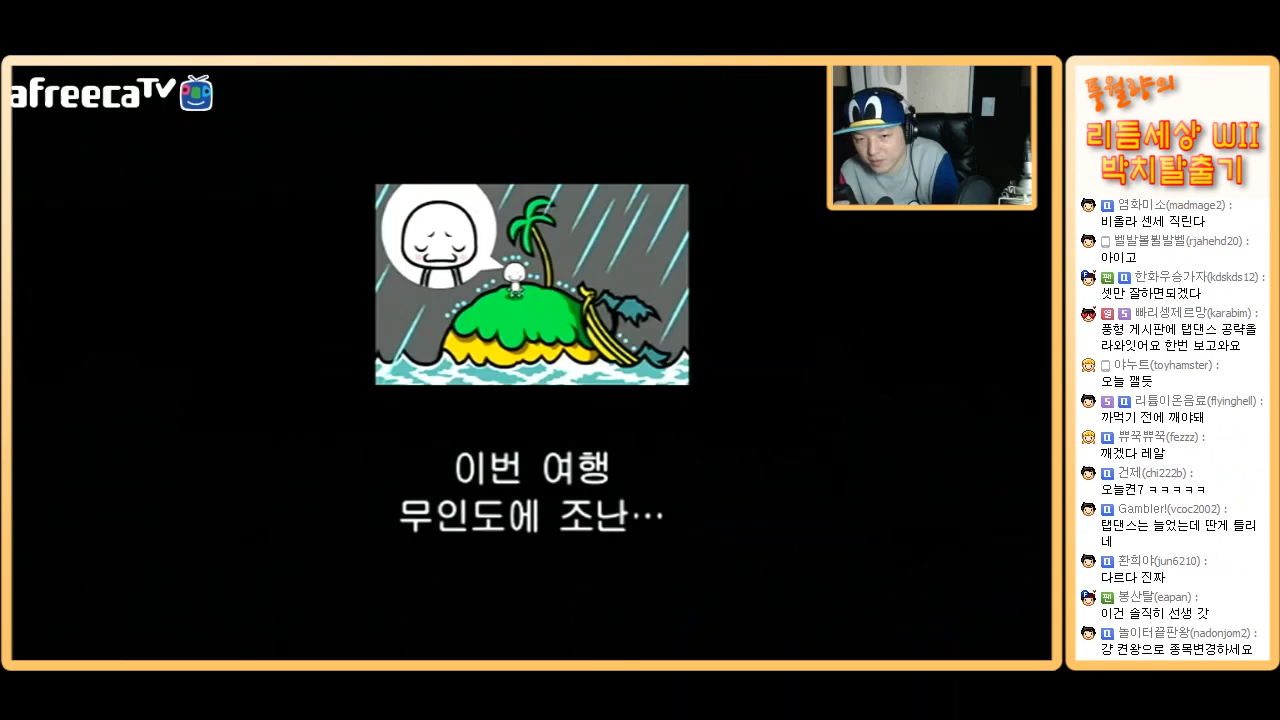 afreecaTV
이번 여행
무인도에 조난…
풍월량의
리듬세상 WII
박치탈출기
염화미소(madmage2) :
비올라 센세 직린다
벨발볼뷜발벨(rjahehd20) :
아이고
팬 한화우승가자(kdskds12) :
셋만 잘하면되겠다
빠리셍제르망(karabim) :
풍형 게시판에 탭댄스 공략올
라와잇어요 한번 보고와요
야누트(toyhamster) :
오늘 깰듯
S 리튬이온음료(flyinghell) :
까먹기 전에 깨야돼
쀼꾹쀼꾹(fezzz) :
깨겠다 레알
건제(chi222b) :
오늘켠7 ㅋㅋㅋㅋㅋ
Gambler!(vcoc2002) :
탭댄스는 늘었는데 딴게 틀리
네
환희야(jun6210) :
다르다 진짜
팬 봉산탈(eapan) :
이건 솔직히 선생 갓
놀이터끝판왕(nadonjom2) :
걍 켠왕으로 종목변경하세요